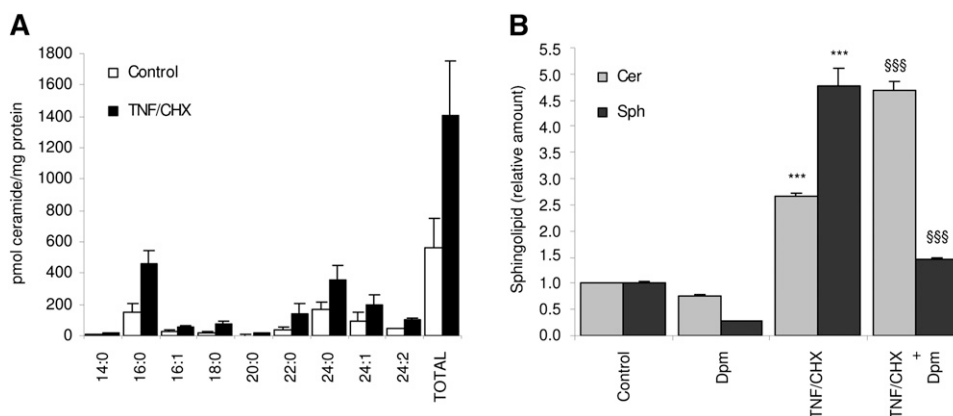 A
pmol ceramide/mg protein
1800
1600
1400
1200
1000
800
600
400
200
0
Control
TNF/CHX
14:0
16:0
16:1
18:0
20:0
22:0
24:0
24:1
24:2
TOTAL
B
Sphingolipid (relative amount)
5.5
5.0
4.5
4.0
3.5
3.0
2.5
2.0
1.5
1.0
0.5
0.0
Cer
Sph
***
***
§§§
§§§
Control
Dpm
TNF/CHX
TNF/CHX
+
Dpm